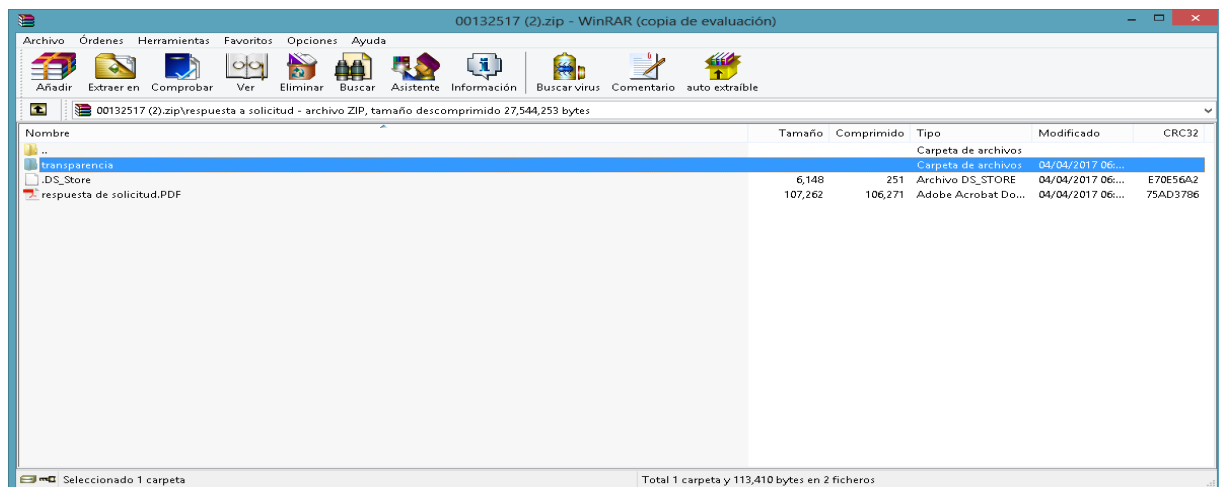 00132517 (2).zip - WinRAR (copia de evaluación)
Archivo Órdenes Herramientas Favoritos Opciones Ayuda
Añadir Extraer en Comprobar Ver Eliminar Buscar Asistente Información Buscar virus Comentario auto extraíble
00132517 (2).zip\respuesta a solicitud - archivo ZIP, tamaño descomprimido 27,544,253 bytes
Nombre Tamaño Comprimido Tipo Modificado CRC32
.. Carpeta de archivos
transparencia Carpeta de archivos 04/04/2017 06:...
.DS_Store 6,148 251 Archivo DS_STORE 04/04/2017 06:... E70E56A2
respuesta de solicitud.PDF 107,262 106,271 Adobe Acrobat Do... 04/04/2017 06:... 75AD3786
Seleccionado 1 carpeta Total 1 carpeta y 113,410 bytes en 2 ficheros